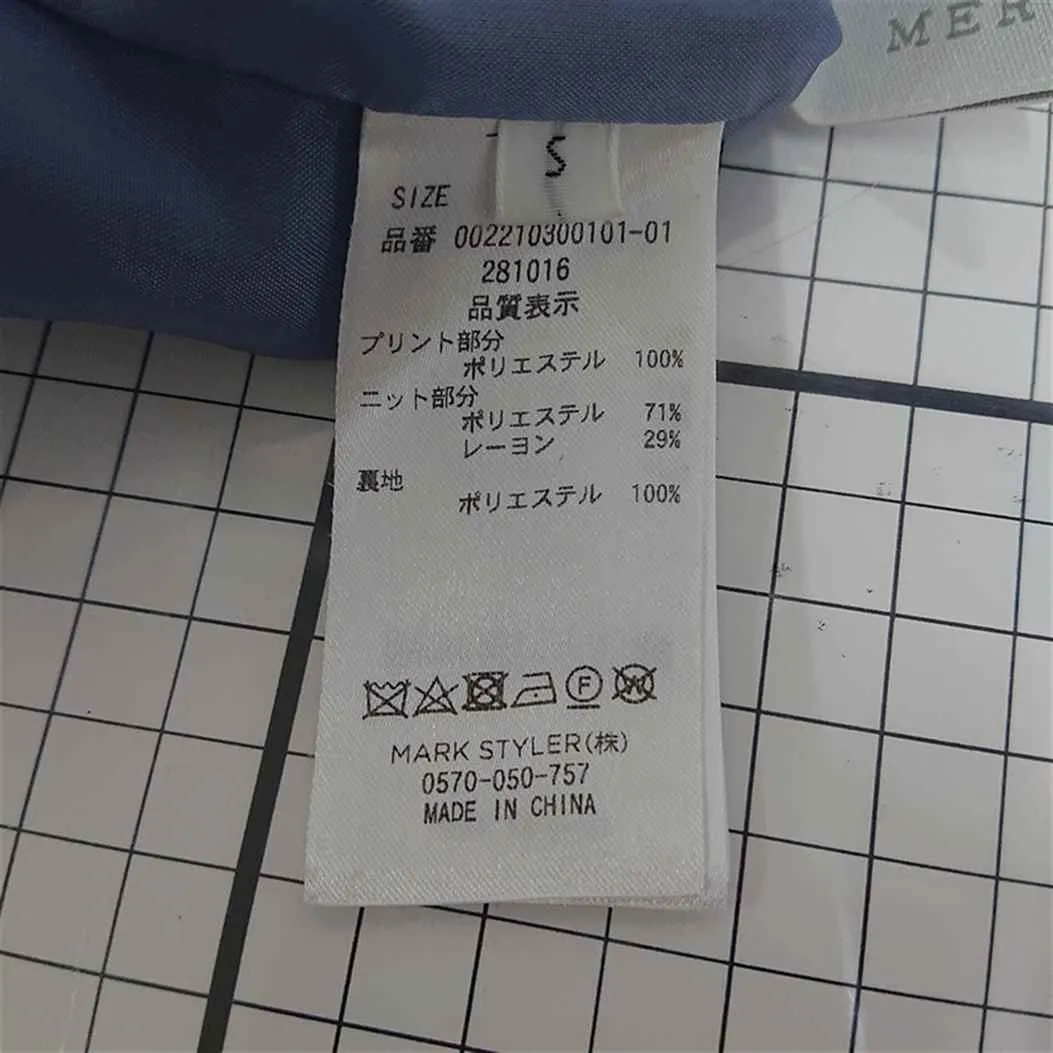 MER
S
SIZE
品番 002210300101-01
281016
品質表示
プリント部分
ポリエステル 100%
ニット部分
ポリエステル 71%
レーヨン 29%
裏地
ポリエステル 100%
F W
MARK STYLER(株)
0570-050-757
MADE IN CHINA